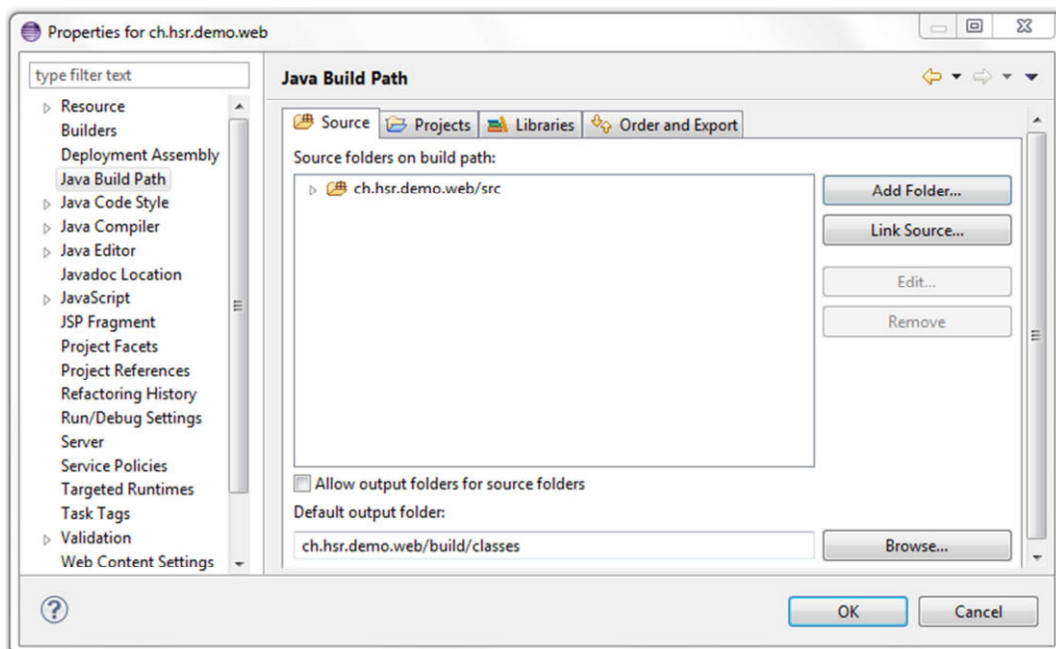 Properties for ch.hsr.demo.web
type filter text
Resource
Builders
Deployment Assembly
Java Build Path
Java Code Style
Java Compiler
Java Editor
Javadoc Location
JavaScript
JSP Fragment
Project Facets
Project References
Refactoring History
Run/Debug Settings
Server
Service Policies
Targeted Runtimes
Task Tags
Validation
Web Content Settings
Java Build Path
Source Projects Libraries Order and Export
Source folders on build path:
ch.hsr.demo.web/src
Add Folder...
Link Source...
Edit...
Remove
Allow output folders for source folders
Default output folder:
ch.hsr.demo.web/build/classes
Browse...
?
OK Cancel